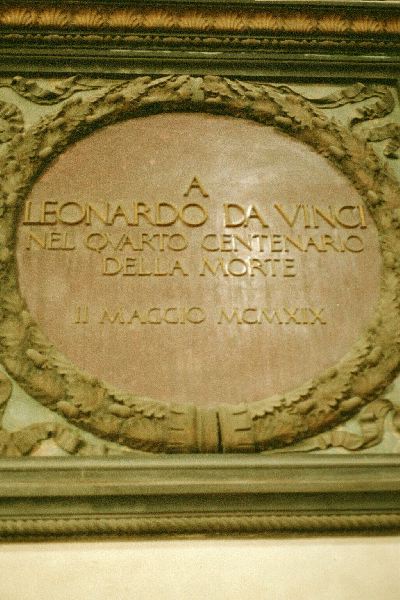 A
LEONARDO DA VINCI
NEL QVARTO CENTENARIO
DELLA MORTE
II MAGGIO MCMXIX